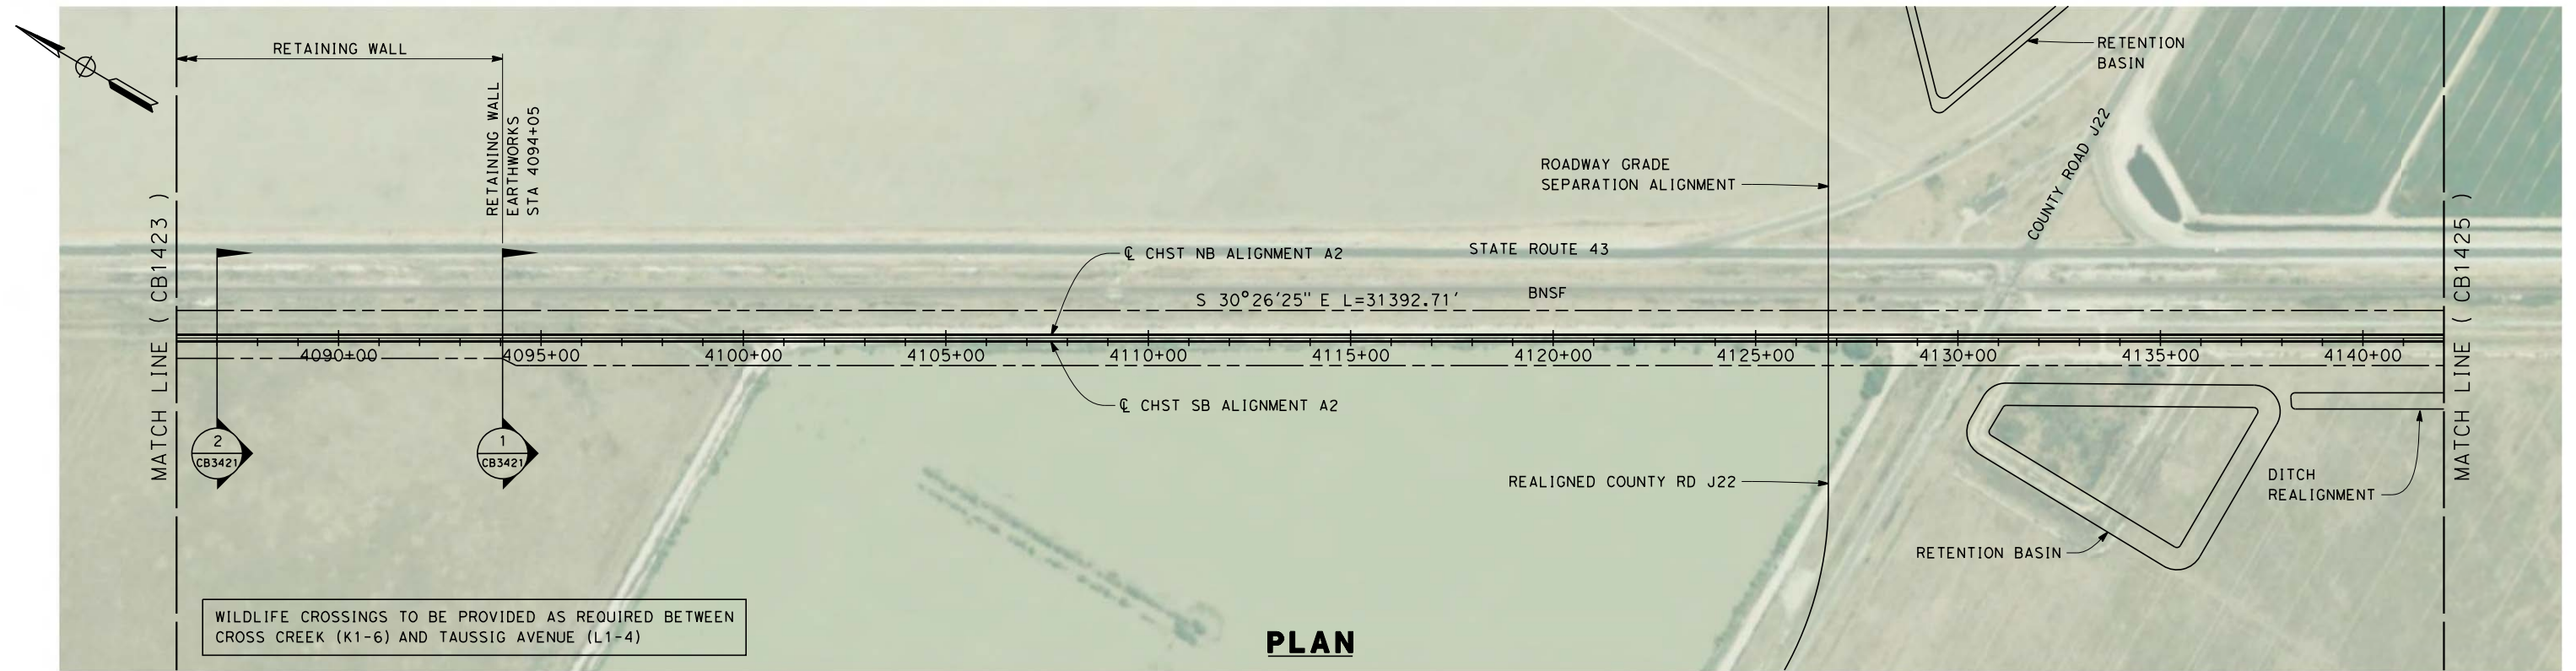 RETAINING WALL
RETAINING WALL
EARTHWORKS
STA 4094+05
RETENTION
BASIN
COUNTY ROAD J22
ROADWAY GRADE
SEPARATION ALIGNMENT
MATCH LINE ( CB1423 )
MATCH LINE ( CB1425 )
℄ CHST NB ALIGNMENT A2
STATE ROUTE 43
S 30°26'25" E L=31392.71'
BNSF
4090+00 4095+00 4100+00 4105+00 4110+00 4115+00 4120+00 4125+00 4130+00 4135+00 4140+00
℄ CHST SB ALIGNMENT A2
2
CB3421
1
CB3421
REALIGNED COUNTY RD J22
DITCH
REALIGNMENT
RETENTION BASIN
WILDLIFE CROSSINGS TO BE PROVIDED AS REQUIRED BETWEEN
CROSS CREEK (K1-6) AND TAUSSIG AVENUE (L1-4)
PLAN